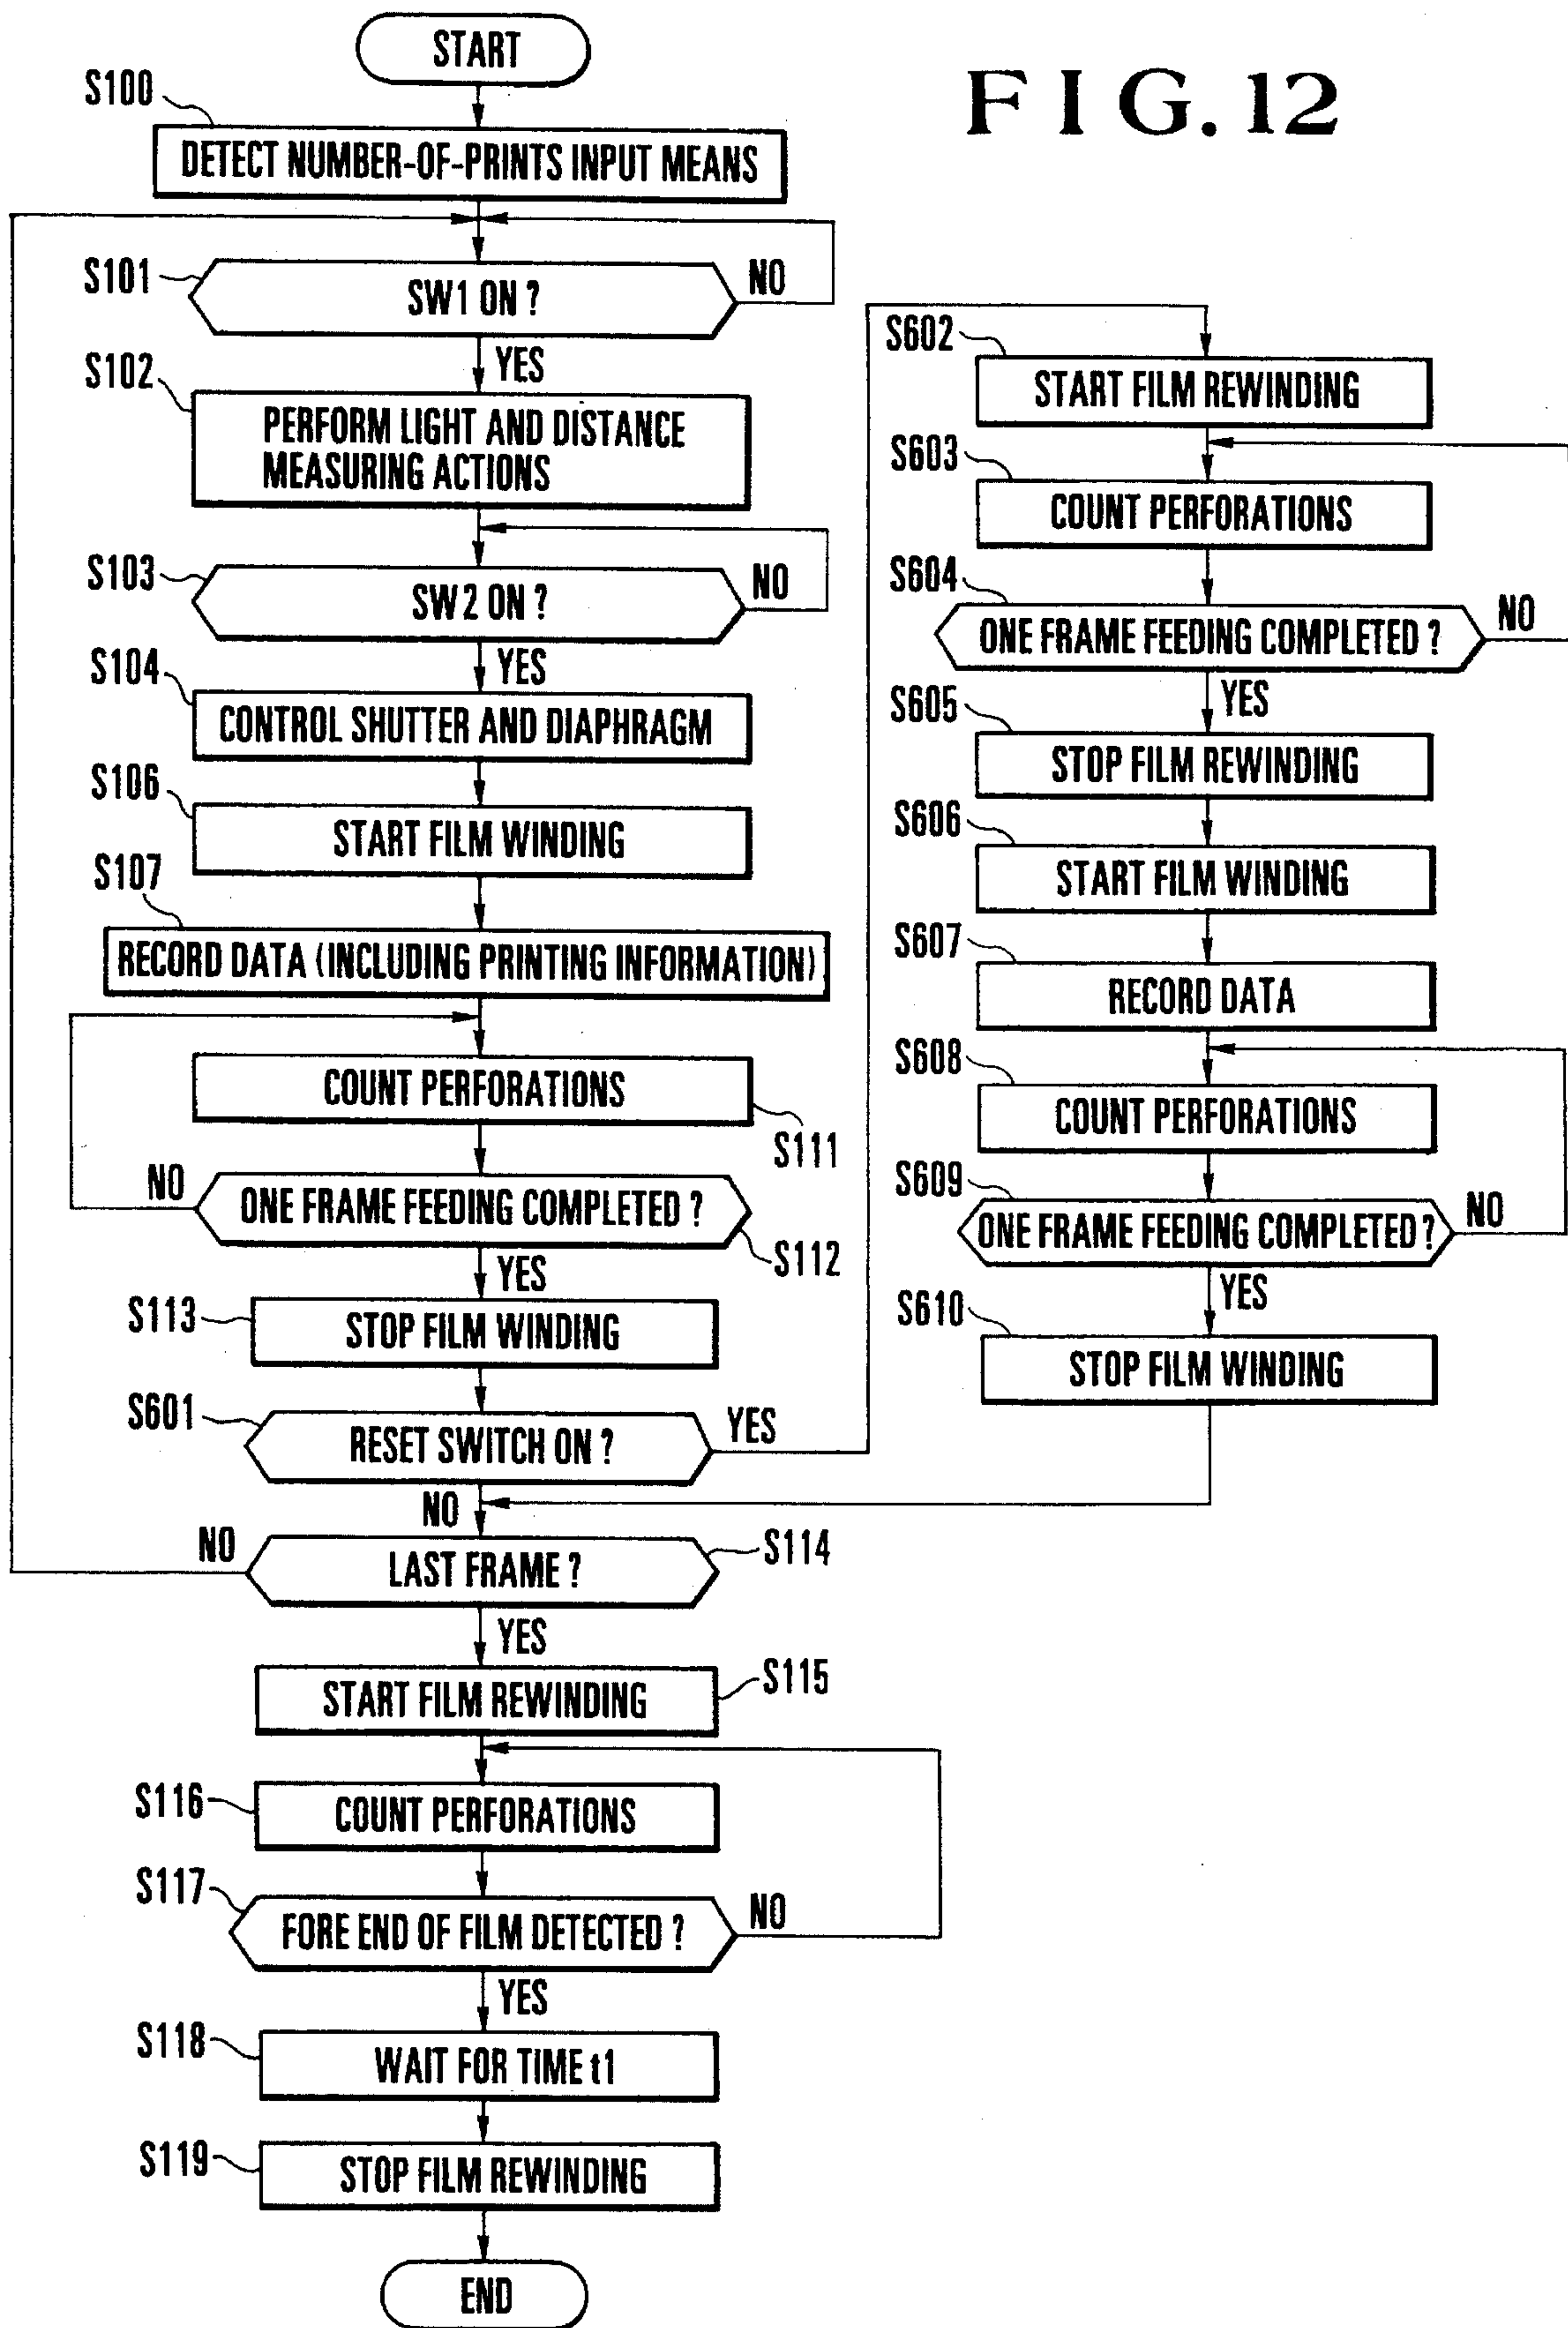 FIG. 12
START
S100
DETECT NUMBER-OF-PRINTS INPUT MEANS
S101
SW1 ON ?
NO
YES
S102
PERFORM LIGHT AND DISTANCE
MEASURING ACTIONS
S103
SW2 ON ?
NO
YES
S104
CONTROL SHUTTER AND DIAPHRAGM
S106
START FILM WINDING
S107
RECORD DATA (INCLUDING PRINTING INFORMATION)
COUNT PERFORATIONS
S111
NO
ONE FRAME FEEDING COMPLETED ?
S112
YES
S113
STOP FILM WINDING
S601
RESET SWITCH ON ?
YES
NO
NO
LAST FRAME ?
S114
YES
START FILM REWINDING
S115
S116
COUNT PERFORATIONS
S117
FORE END OF FILM DETECTED ?
NO
YES
S118
WAIT FOR TIME t1
S119
STOP FILM REWINDING
END
S602
START FILM REWINDING
S603
COUNT PERFORATIONS
S604
ONE FRAME FEEDING COMPLETED ?
NO
YES
S605
STOP FILM REWINDING
S606
START FILM WINDING
S607
RECORD DATA
S608
COUNT PERFORATIONS
S609
ONE FRAME FEEDING COMPLETED ?
NO
YES
S610
STOP FILM WINDING